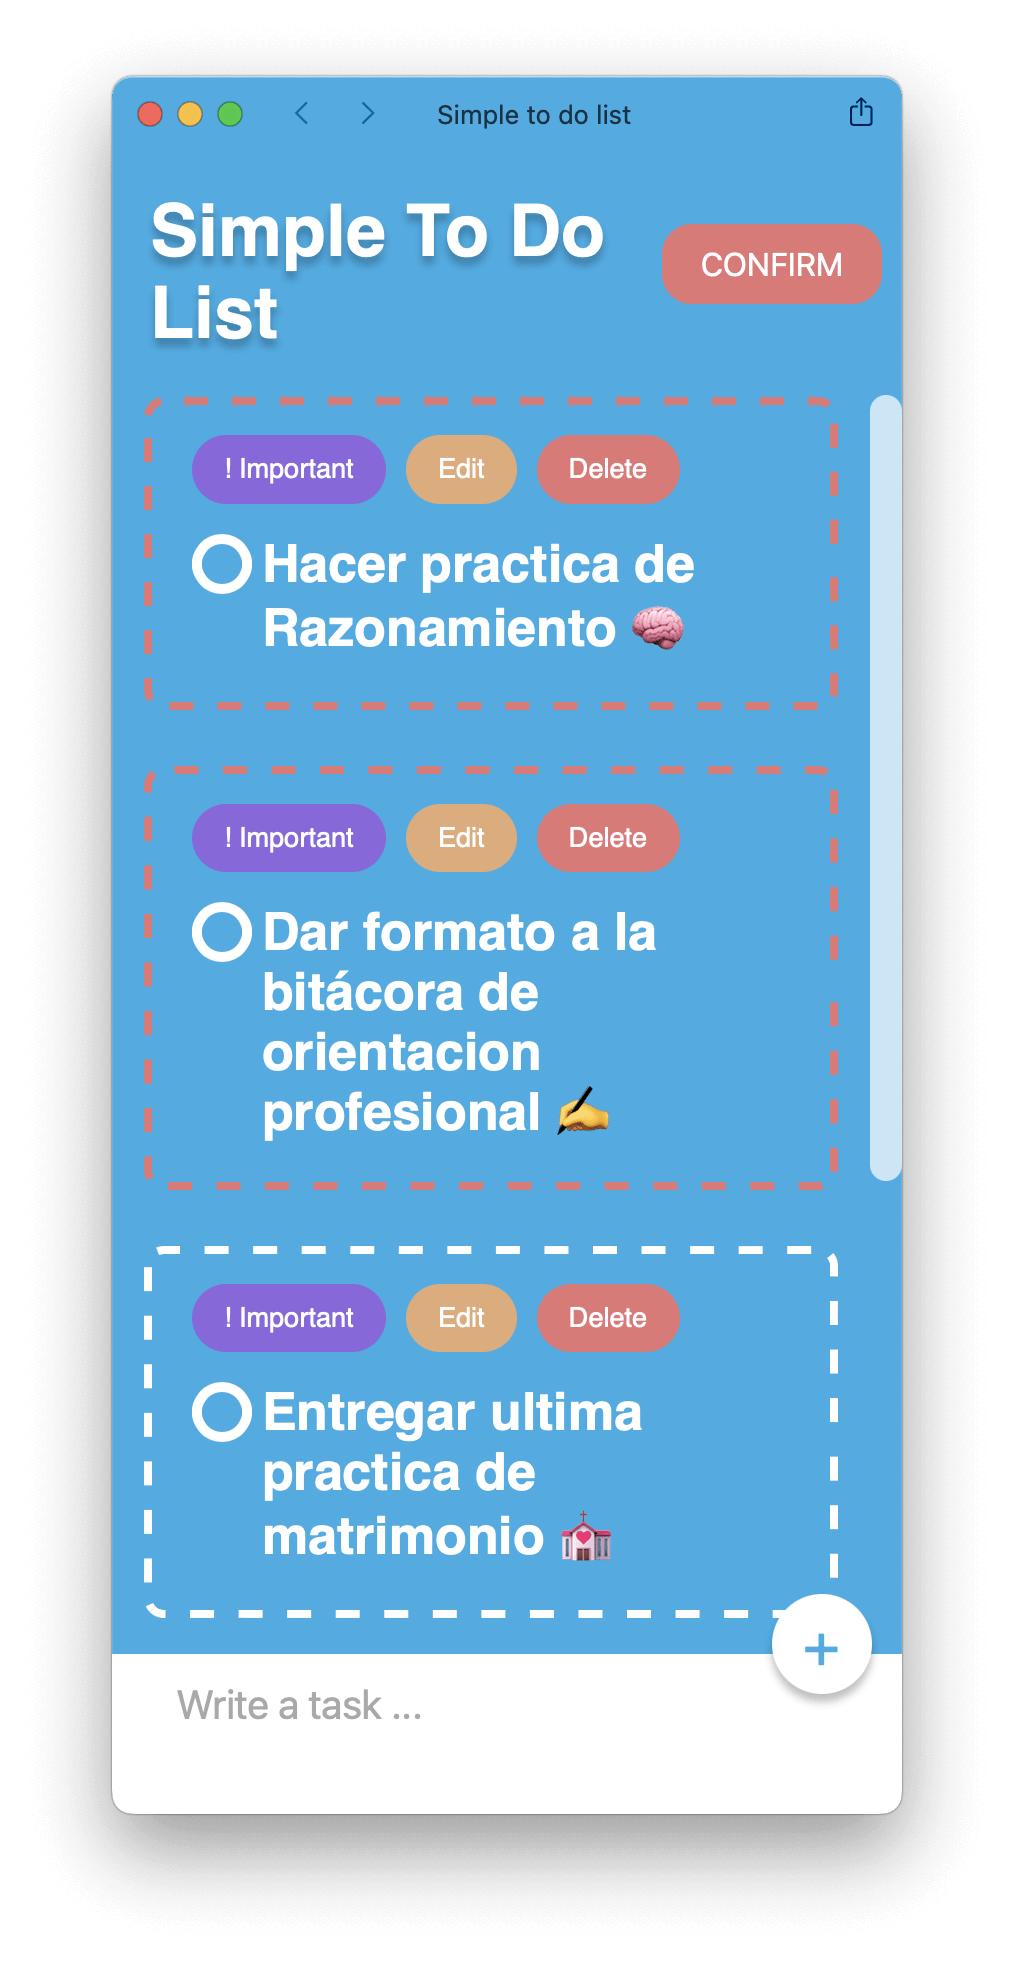 Simple to do list
Simple To Do
List
CONFIRM
! Important Edit Delete
Hacer practica de
Razonamiento 🧠
! Important Edit Delete
Dar formato a la
bitácora de
orientacion
profesional ✍️
! Important Edit Delete
Entregar ultima
practica de
matrimonio 💒
+
Write a task ...